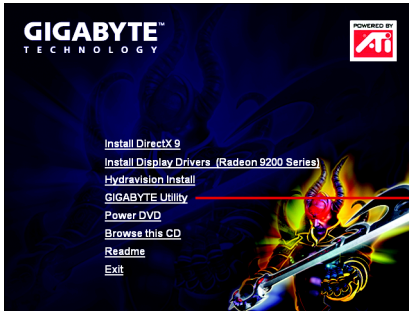 GIGABYTE™
TECHNOLOGY
POWERED BY
ATi
Install DirectX 9
Install Display Drivers (Radeon 9200 Series)
Hydravision Install
GIGABYTE Utility
Power DVD
Browse this CD
Readme
Exit